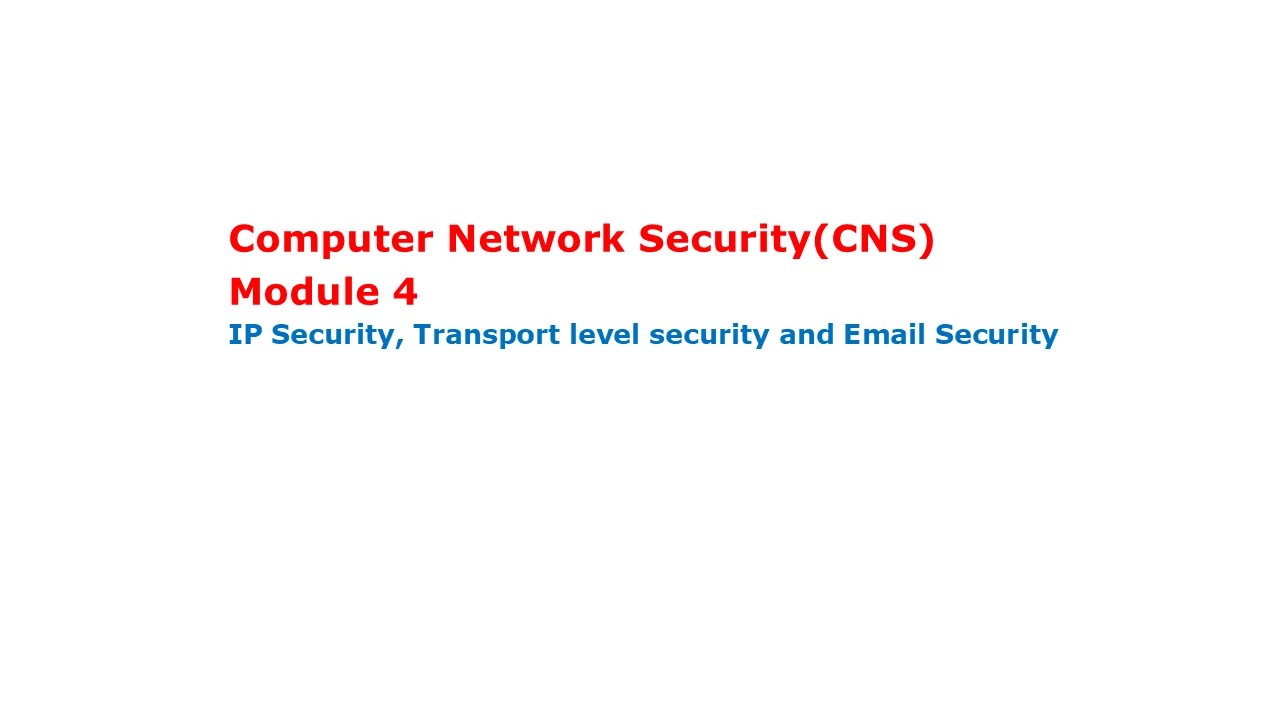 Computer Network Security(CNS)
Module 4
IP Security, Transport level security and Email Security